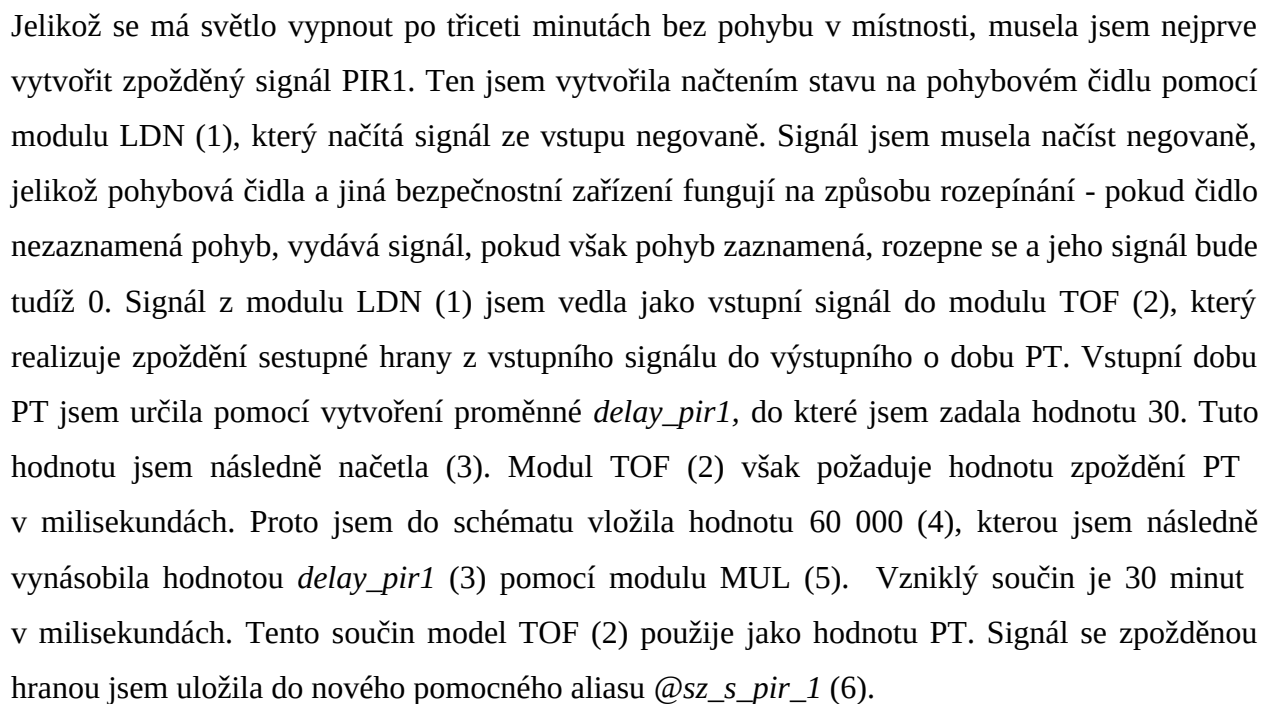 Jelikož se má světlo vypnout po třiceti minutách bez pohybu v místnosti, musela jsem nejprve
vytvořit zpožděný signál PIR1. Ten jsem vytvořila načtením stavu na pohybovém čidlu pomocí
modulu LDN (1), který načítá signál ze vstupu negovaně. Signál jsem musela načíst negovaně,
jelikož pohybová čidla a jiná bezpečnostní zařízení fungují na způsobu rozepínání - pokud čidlo
nezaznamená pohyb, vydává signál, pokud však pohyb zaznamená, rozepne se a jeho signál bude
tudíž 0. Signál z modulu LDN (1) jsem vedla jako vstupní signál do modulu TOF (2), který
realizuje zpoždění sestupné hrany z vstupního signálu do výstupního o dobu PT. Vstupní dobu
PT jsem určila pomocí vytvoření proměnné delay_pir1, do které jsem zadala hodnotu 30. Tuto
hodnotu jsem následně načetla (3). Modul TOF (2) však požaduje hodnotu zpoždění PT
v milisekundách. Proto jsem do schématu vložila hodnotu 60 000 (4), kterou jsem následně
vynásobila hodnotou delay_pir1 (3) pomocí modulu MUL (5). Vzniklý součin je 30 minut
v milisekundách. Tento součin model TOF (2) použije jako hodnotu PT. Signál se zpožděnou
hranou jsem uložila do nového pomocného aliasu @sz_s_pir_1 (6).